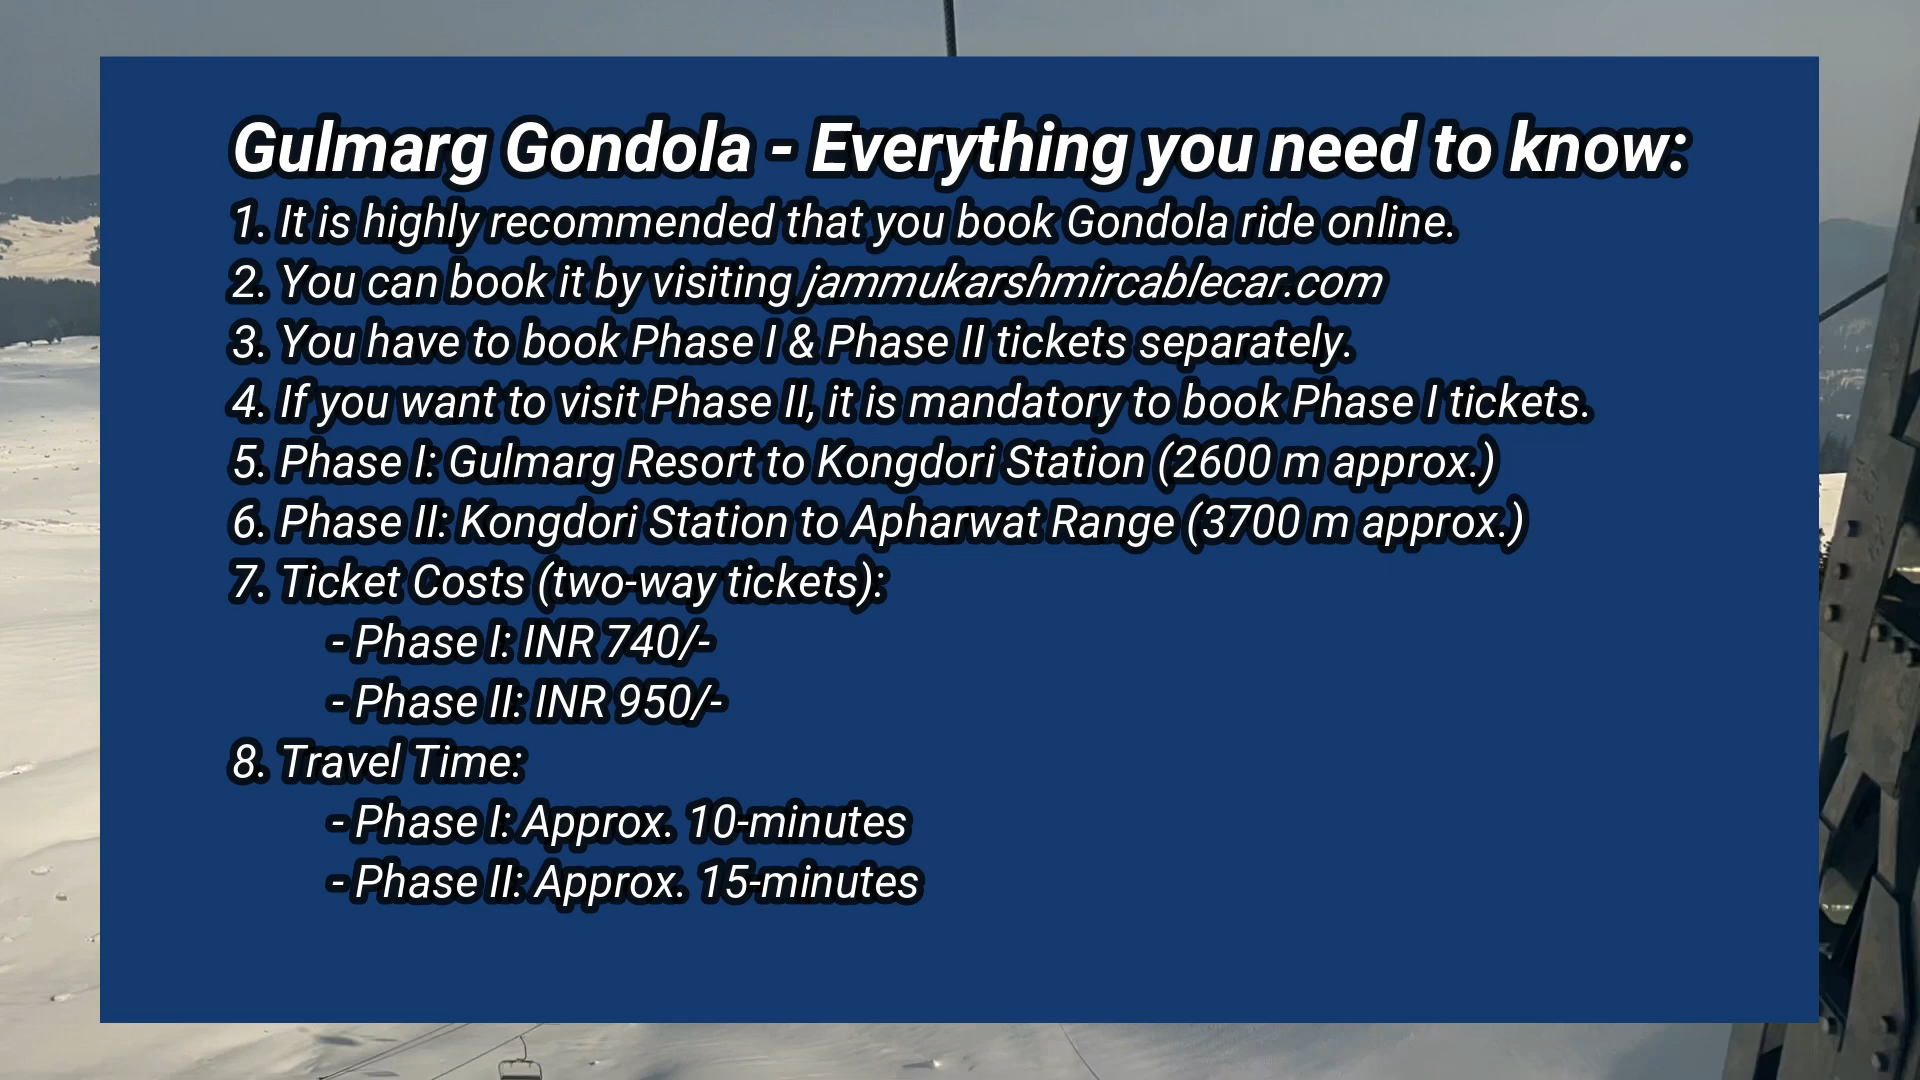 Gulmarg Gondola - Everything you need to know:
1. It is highly recommended that you book Gondola ride online.
2. You can book it by visiting jammukarshmircablecar.com
3. You have to book Phase I & Phase II tickets separately.
4. If you want to visit Phase II, it is mandatory to book Phase I tickets.
5. Phase I: Gulmarg Resort to Kongdori Station (2600 m approx.)
6. Phase II: Kongdori Station to Apharwat Range (3700 m approx.)
7. Ticket Costs (two-way tickets):
- Phase I: INR 740/-
- Phase II: INR 950/-
8. Travel Time:
- Phase I: Approx. 10-minutes
- Phase II: Approx. 15-minutes